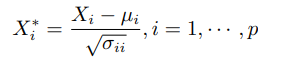 $X_i^* = \frac{X_i - \mu_i}{\sqrt{\sigma_{ii}}}, i = 1, \cdots, p$